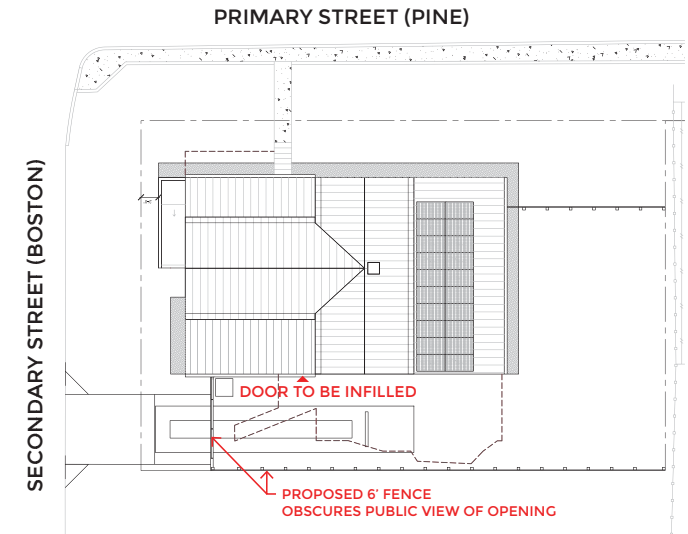 PRIMARY STREET (PINE)
SECONDARY STREET (BOSTON)
DOOR TO BE INFILLED
PROPOSED 6' FENCE
OBSCURES PUBLIC VIEW OF OPENING